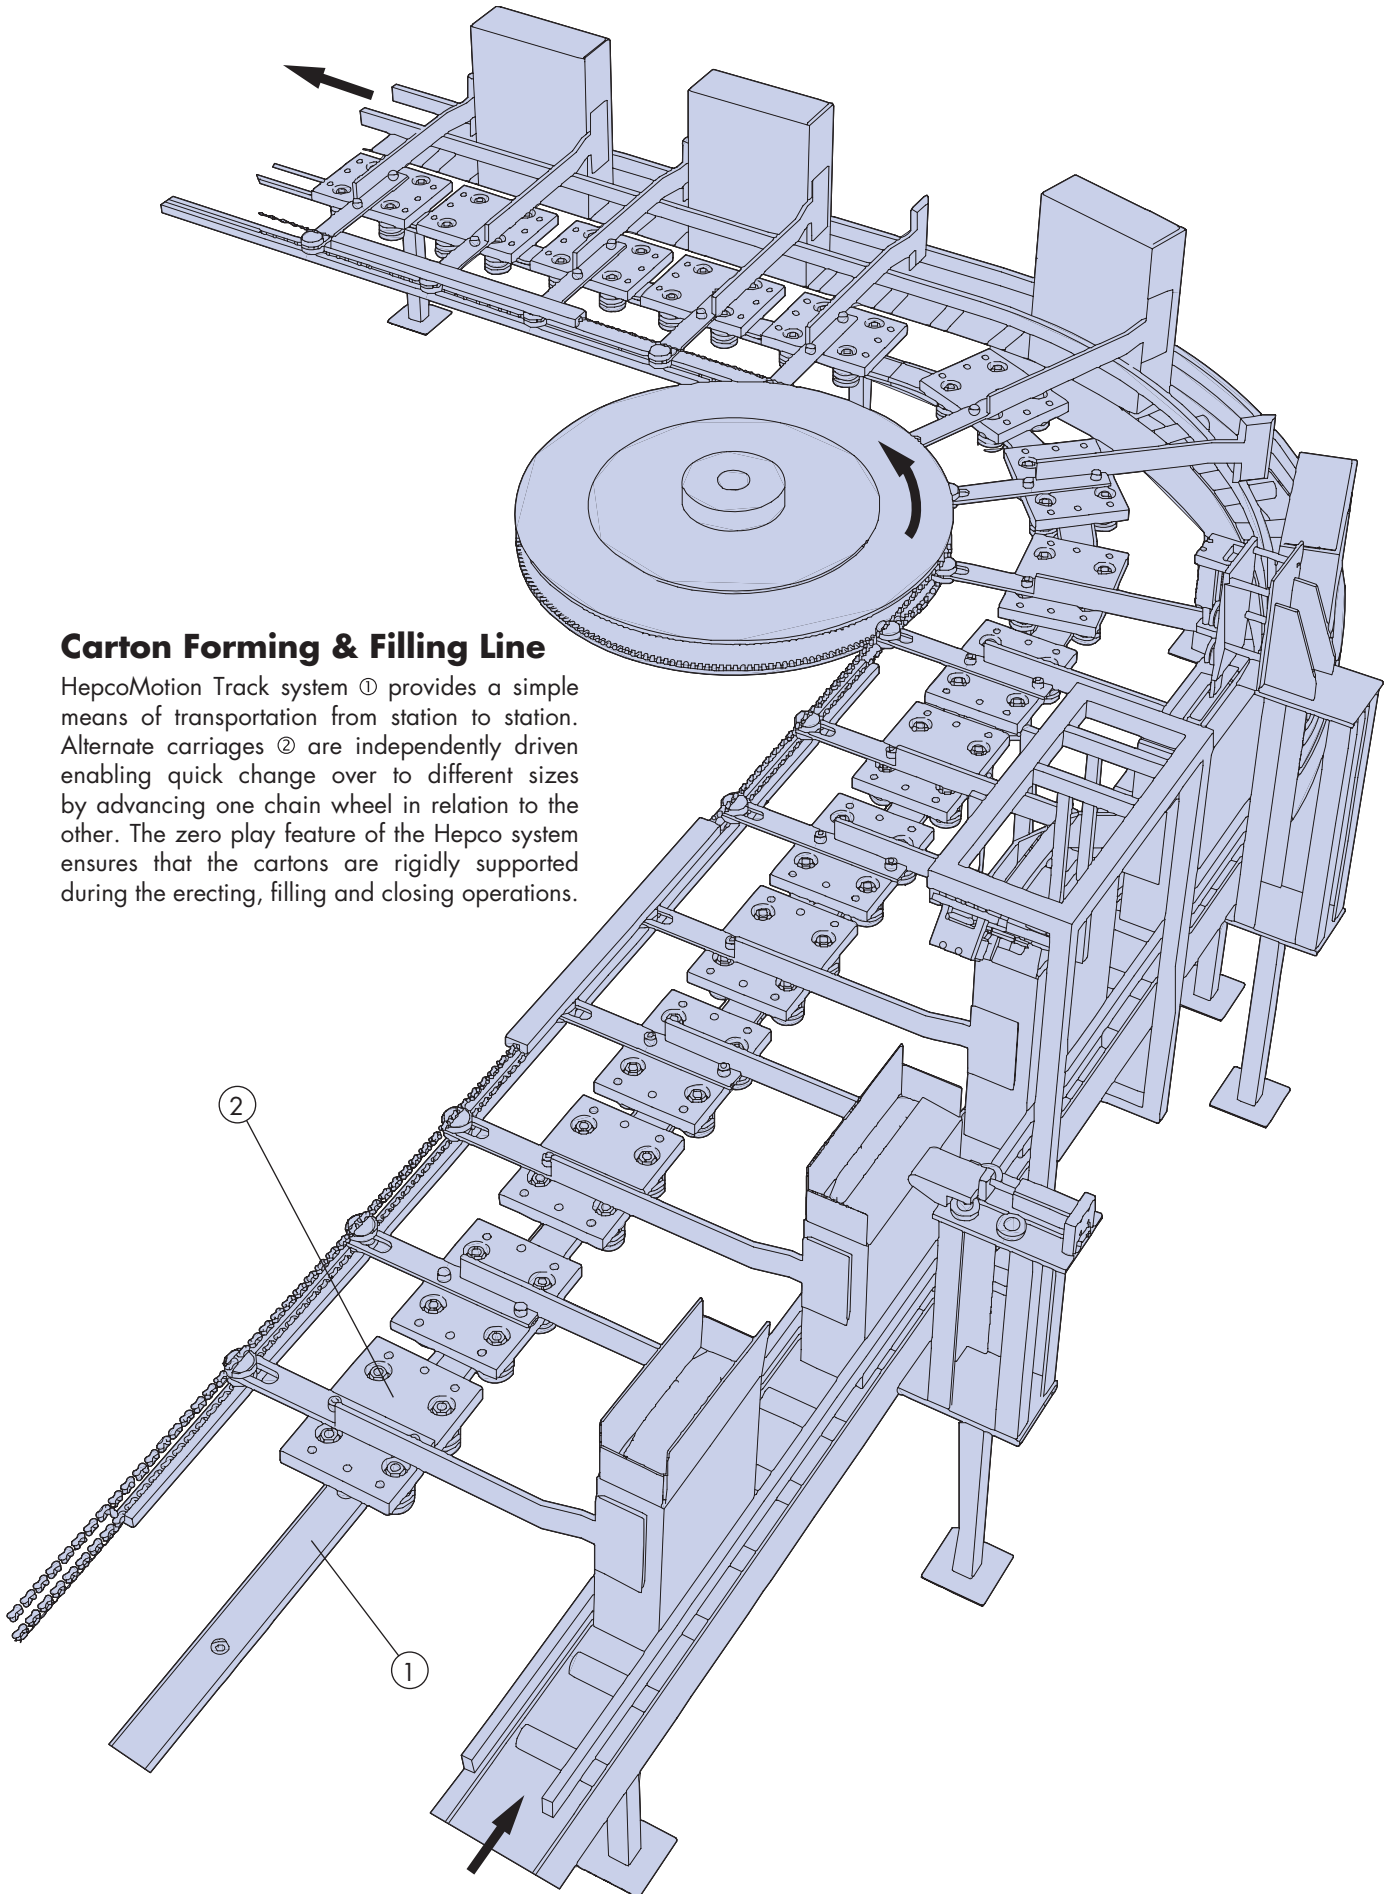 Carton Forming & Filling Line
HepcoMotion Track system ① provides a simple
means of transportation from station to station.
Alternate carriages ② are independently driven
enabling quick change over to different sizes
by advancing one chain wheel in relation to the
other. The zero play feature of the Hepco system
ensures that the cartons are rigidly supported
during the erecting, filling and closing operations.
2
1